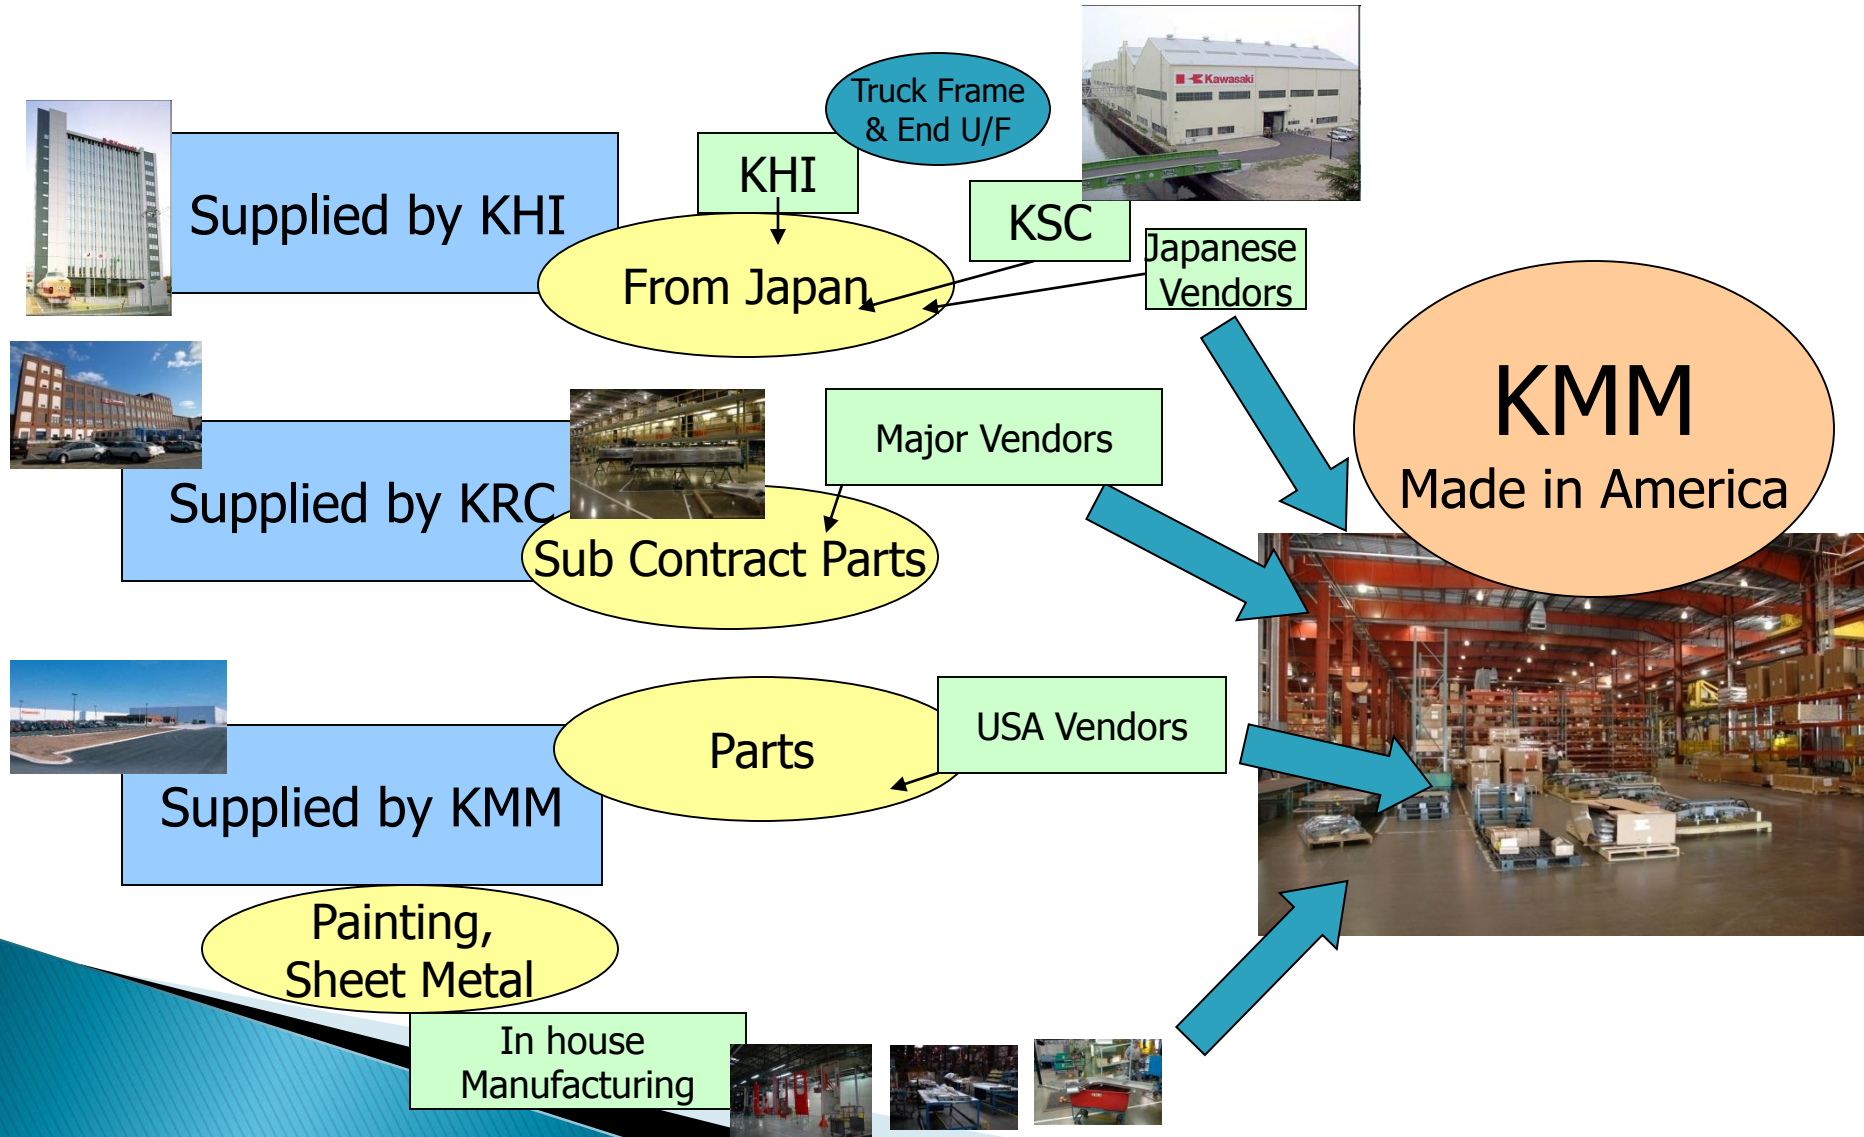 Truck Frame
& End U/F
Kawasaki
KHI
Supplied by KHI
KSC
Japanese
Vendors
From Japan
KMM
Made in America
Major Vendors
Supplied by KRC
Sub Contract Parts
USA Vendors
Parts
Supplied by KMM
Painting,
Sheet Metal
In house
Manufacturing